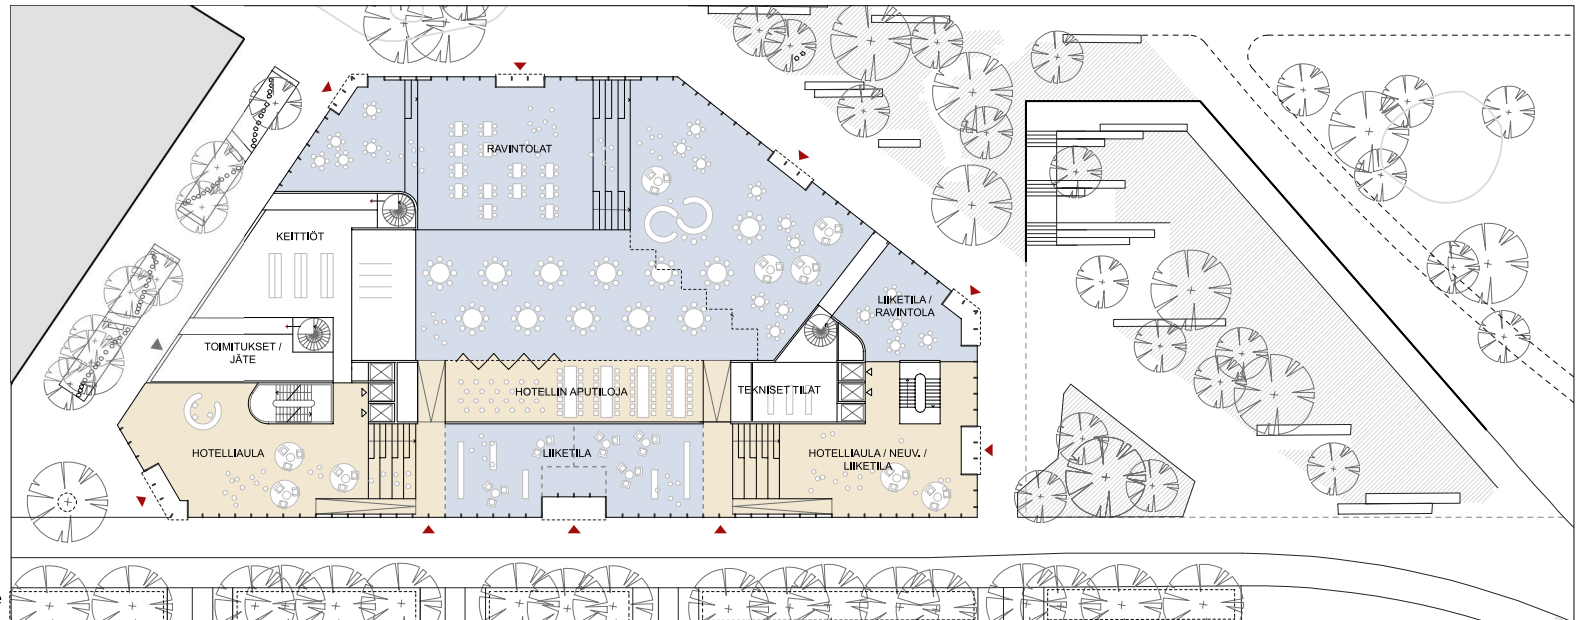 RAVINTOLAT
KEITTIÖT
LIIKETILA /
RAVINTOLA
TOIMITUKSET /
JÄTE
HOTELLIN APUTILOJA
TEKNISET TILAT
HOTELLIAULA
LIIKETILA
HOTELLIAULA / NEUV. /
LIIKETILA